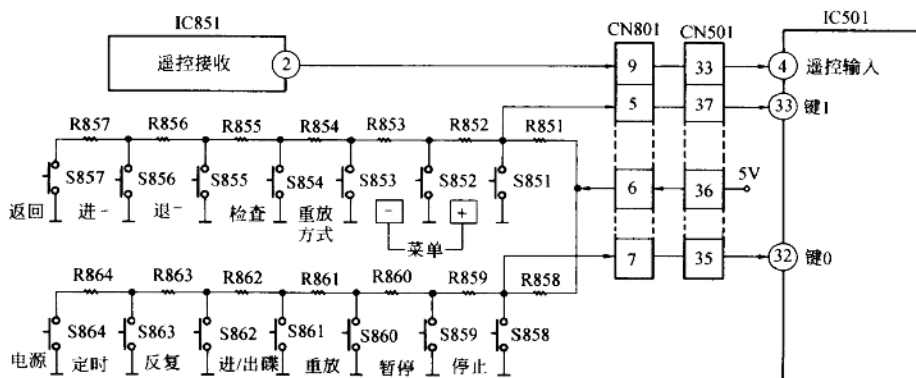 IC851
CN801
CN501
IC501
遥控接收
2
9
33
4
遥控输入
5
37
33
键1
R857
R856
R855
R854
R853
R852
R851
S857
S856
S855
S854
S853
S852
S851
6
36
5V
返回
进一
退一
检查
重放
方式
−
+
菜单
7
35
32
键0
R864
R863
R862
R861
R860
R859
R858
S864
S863
S862
S861
S860
S859
S858
电源
定时
反复
进/出碟
重放
暂停
停止